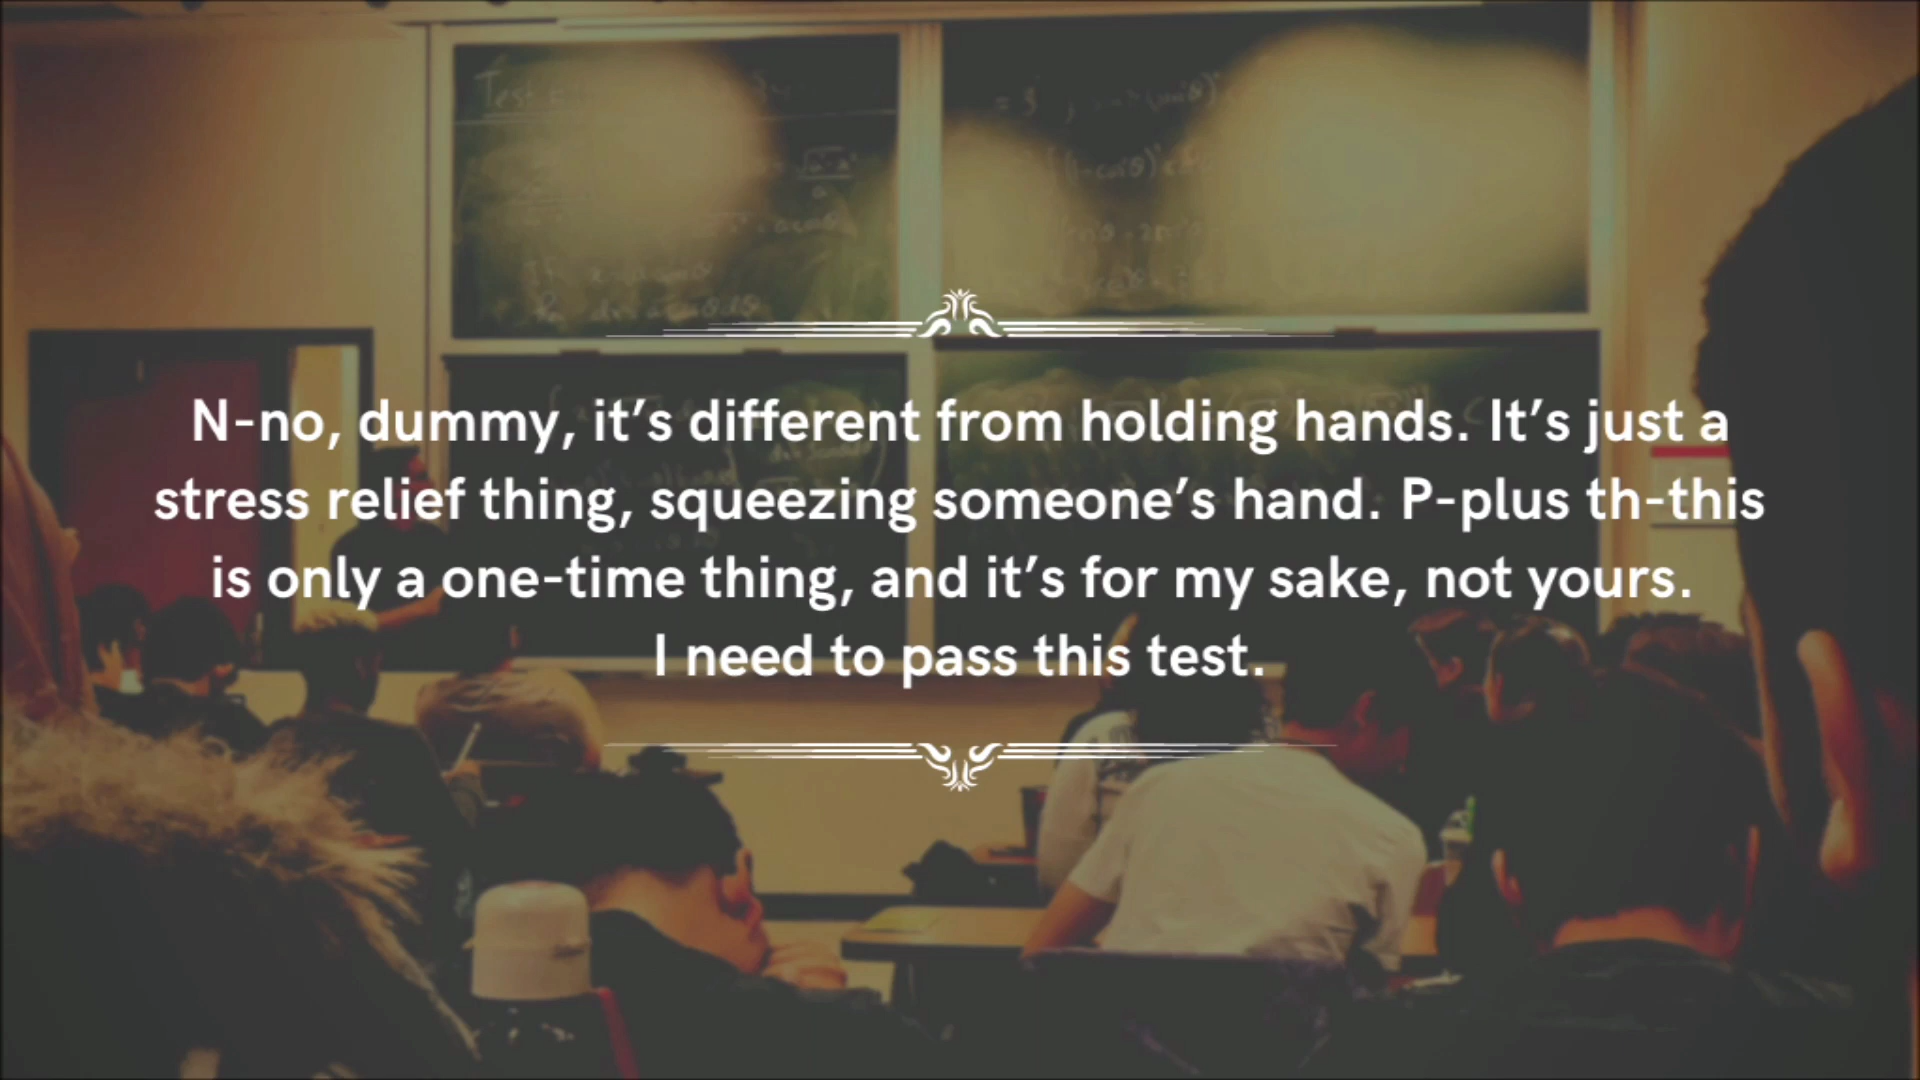 N-no, dummy, it’s different from holding hands. It’s just a
stress relief thing, squeezing someone’s hand. P-plus th-this
is only a one-time thing, and it’s for my sake, not yours.
I need to pass this test.